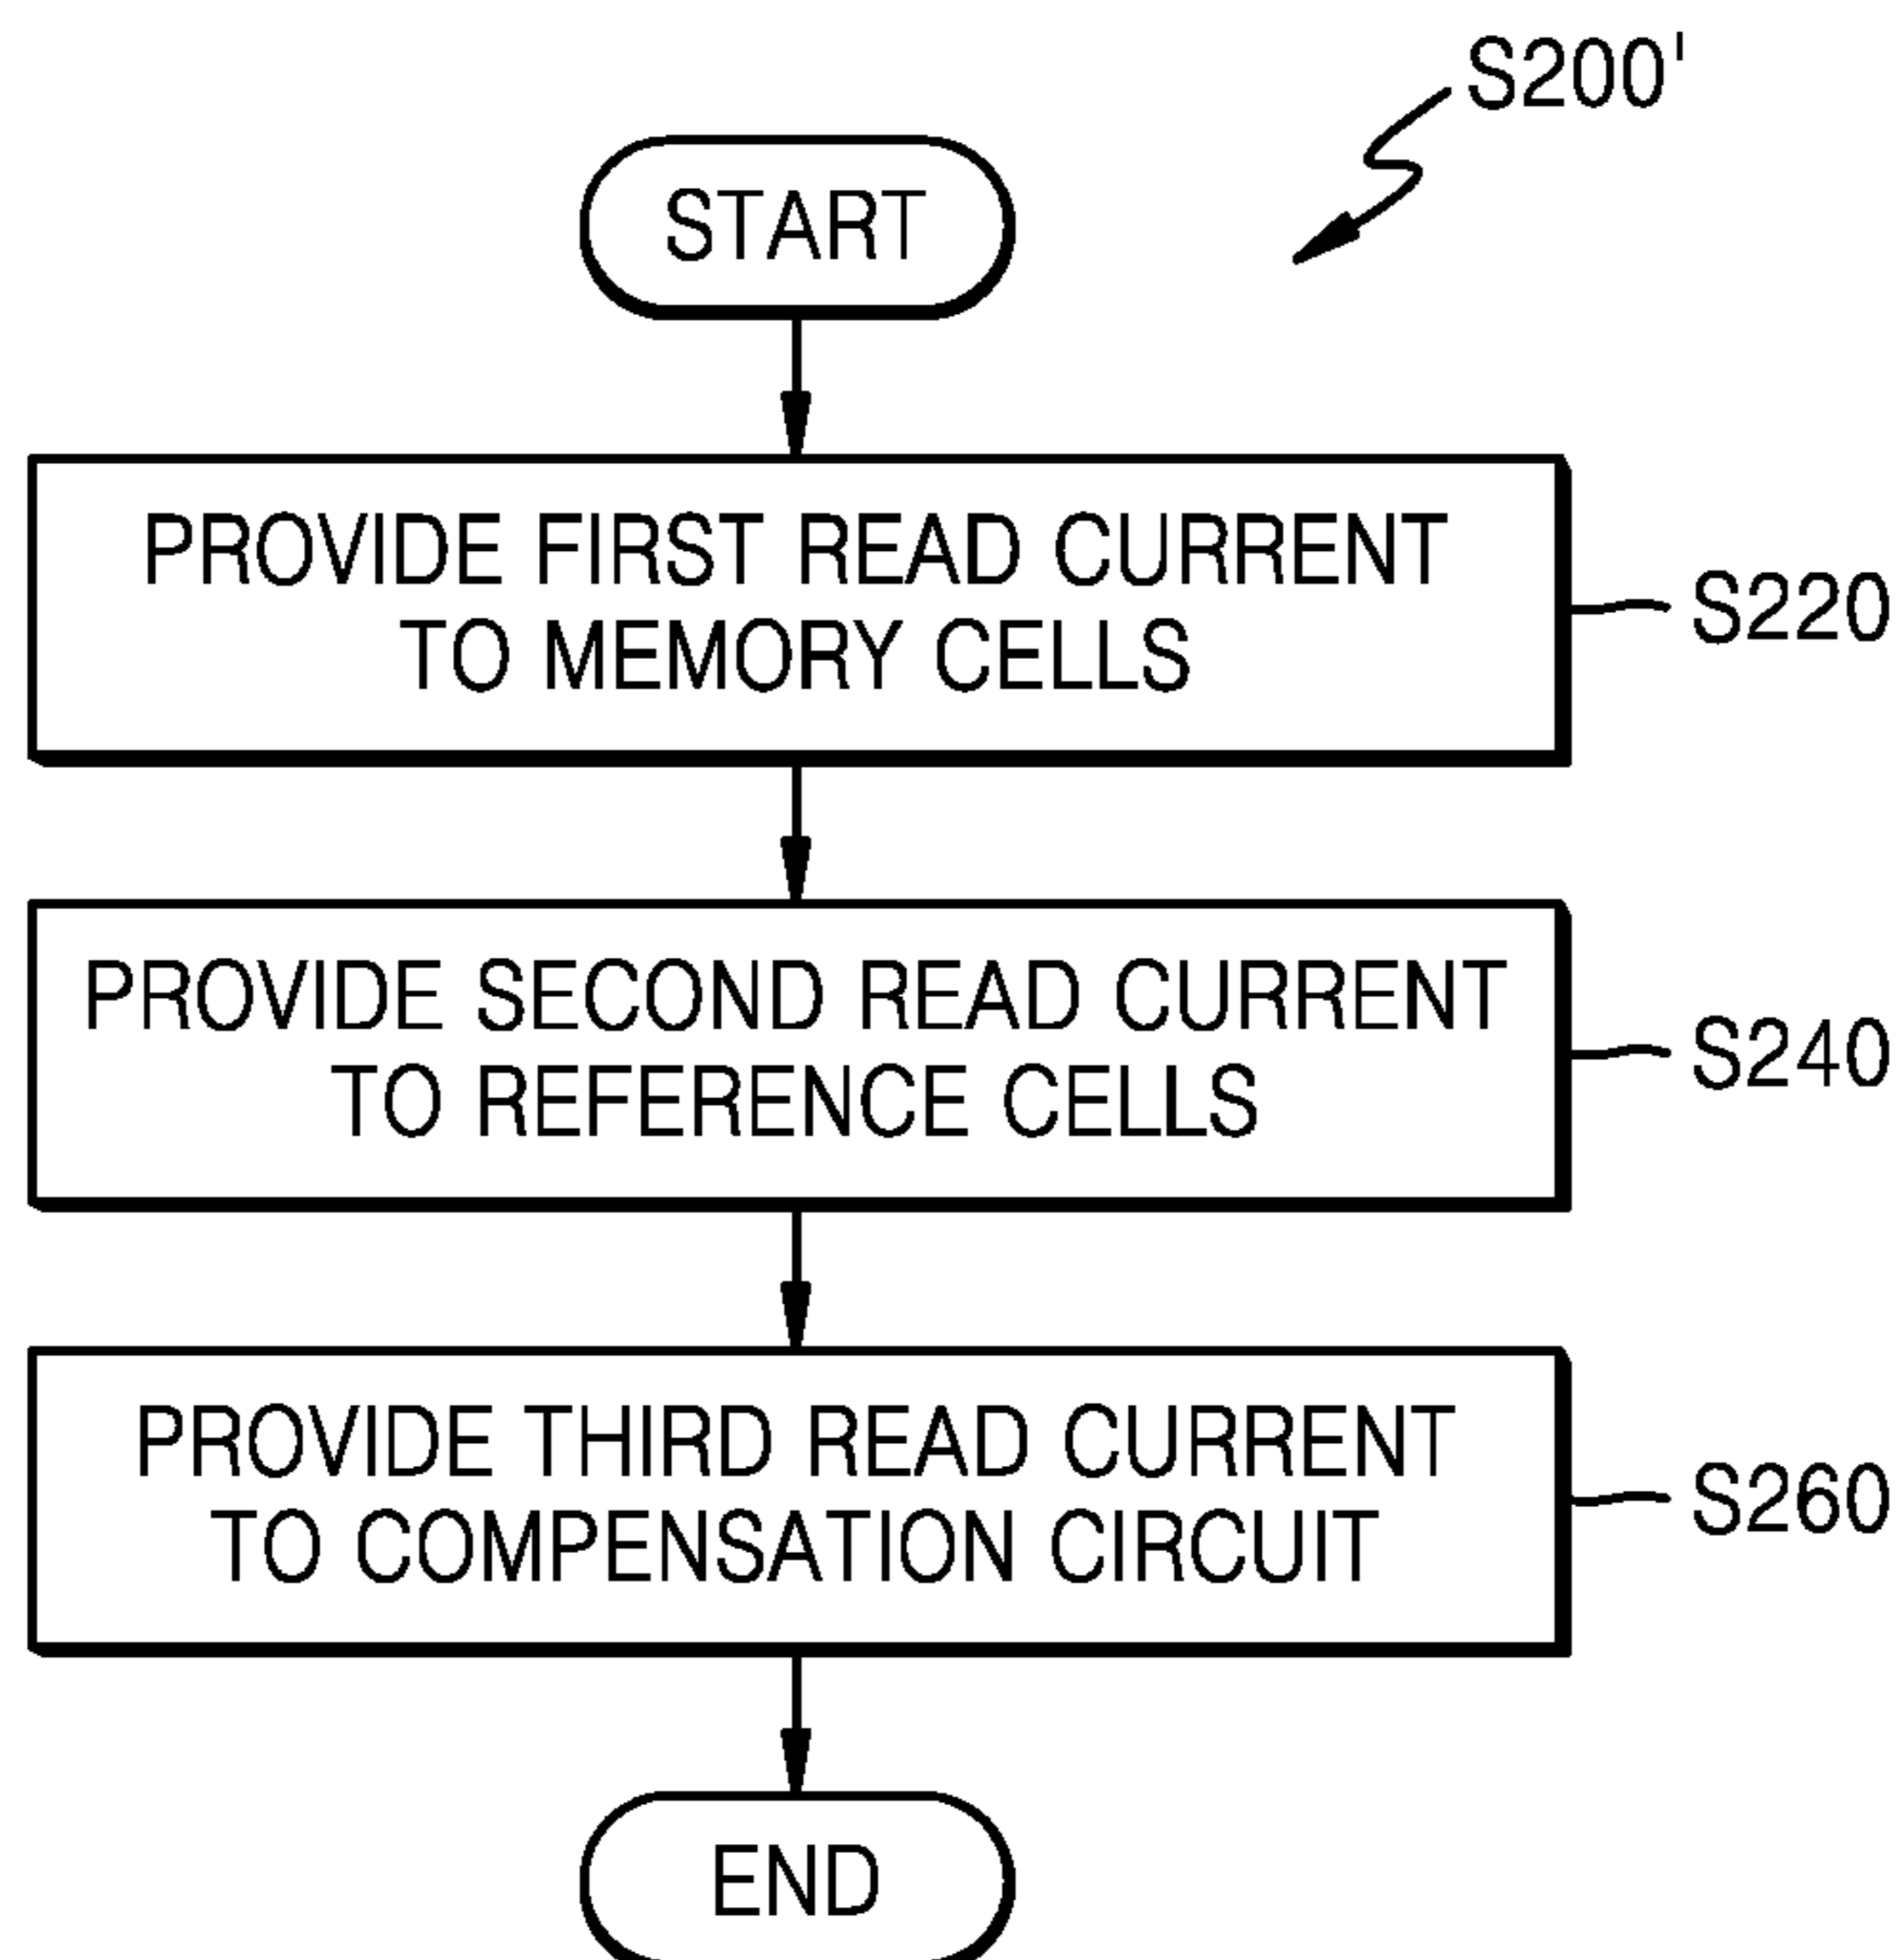 S200'
START
PROVIDE FIRST READ CURRENT
TO MEMORY CELLS
S220
PROVIDE SECOND READ CURRENT
TO REFERENCE CELLS
S240
PROVIDE THIRD READ CURRENT
TO COMPENSATION CIRCUIT
S260
END